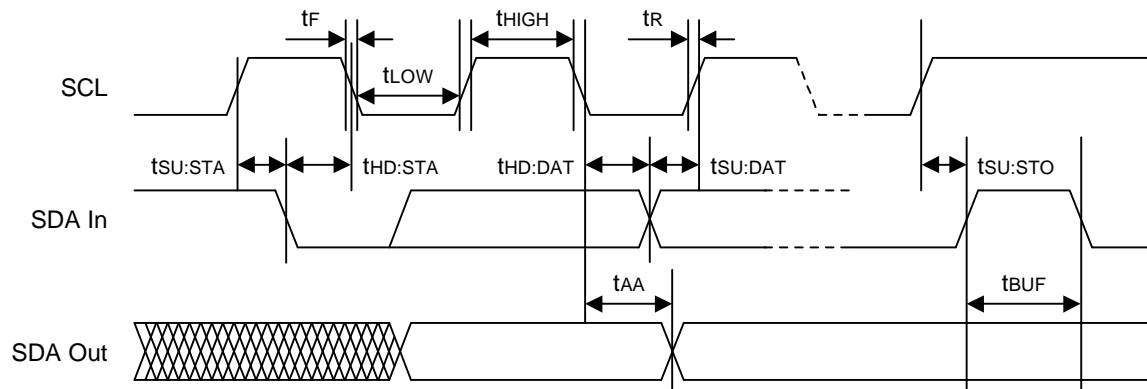 tF
tHIGH
tR
SCL
tLOW
tSU:STA
tHD:STA
tHD:DAT
tSU:DAT
tSU:STO
SDA In
tAA
tBUF
SDA Out